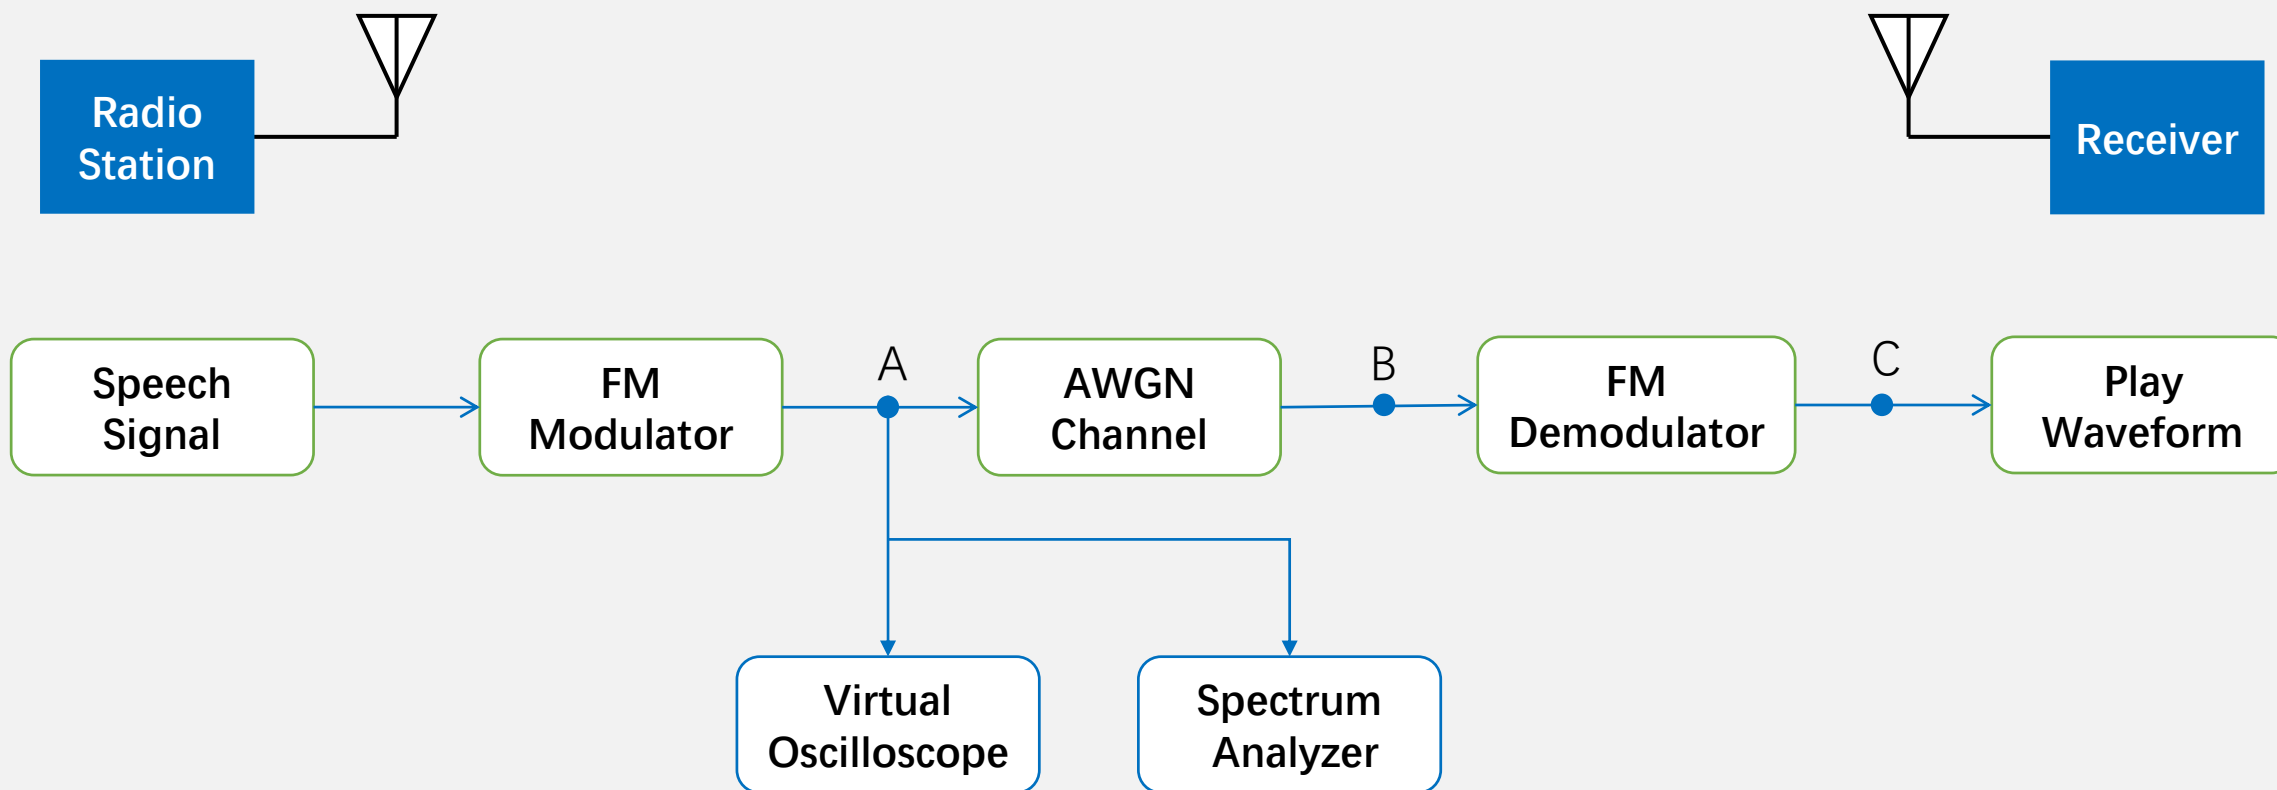 Radio
Station
Receiver
Speech
Signal
FM
Modulator
A
AWGN
Channel
B
FM
Demodulator
C
Play
Waveform
Virtual
Oscilloscope
Spectrum
Analyzer